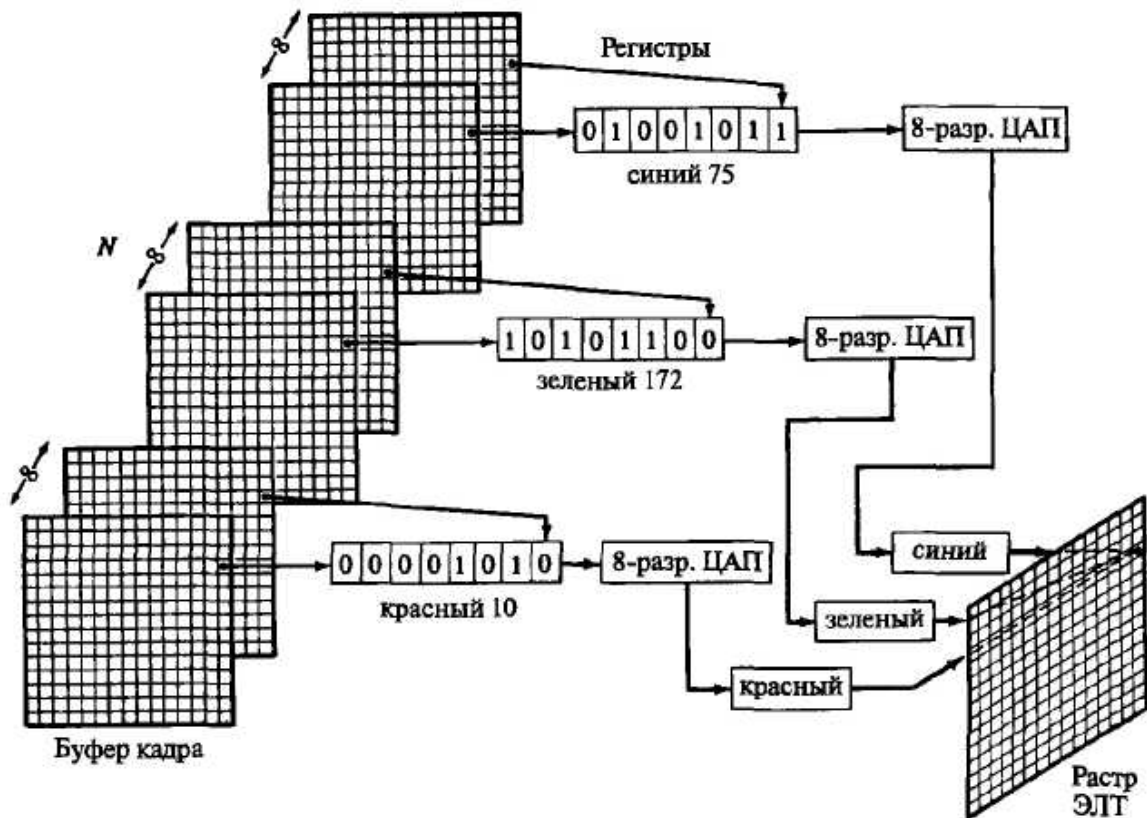 Регистры
8
0 1 0 0 1 0 1 1
8-разр. ЦАП
синий 75
N
8
1 0 1 0 1 1 0 0
8-разр. ЦАП
зеленый 172
8
0 0 0 0 1 0 1 0
8-разр. ЦАП
красный 10
синий
зеленый
красный
Буфер кадра
Растр
ЭЛТ